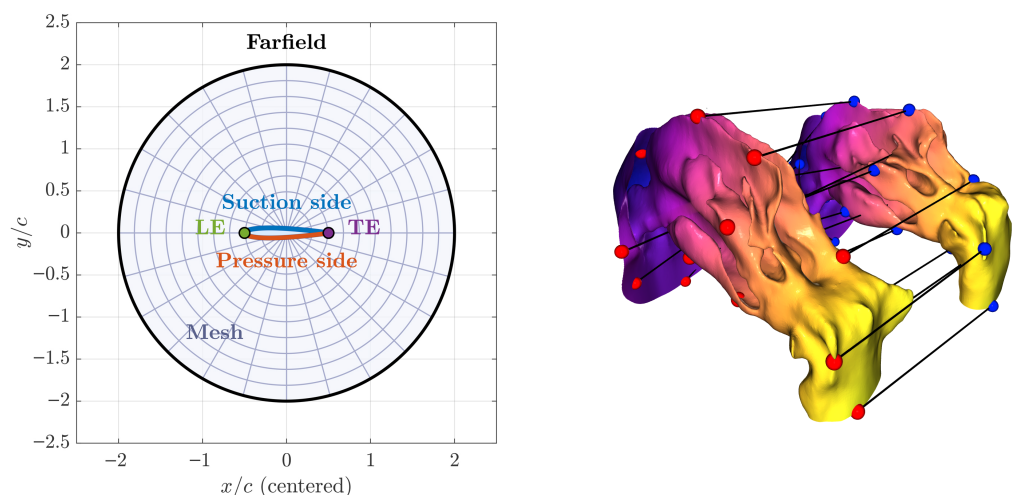 2.5
2
1.5
1
0.5
0
−0.5
−1
−1.5
−2
−2.5
y/c
Farfield
Suction side
LE
TE
Pressure side
Mesh
−2
−1
0
1
2
x/c (centered)